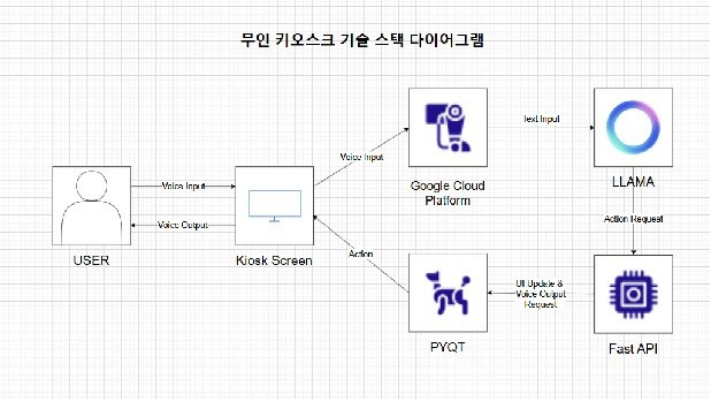 무인 키오스크 기술 스택 다이어그램
Text Input
Voice Input
Google Cloud
Platform
LLAMA
Voice Input
Voice Output
Action Request
USER
Kiosk Screen
Action
UI Update &
Voice Output
Request
PYQT
Fast API